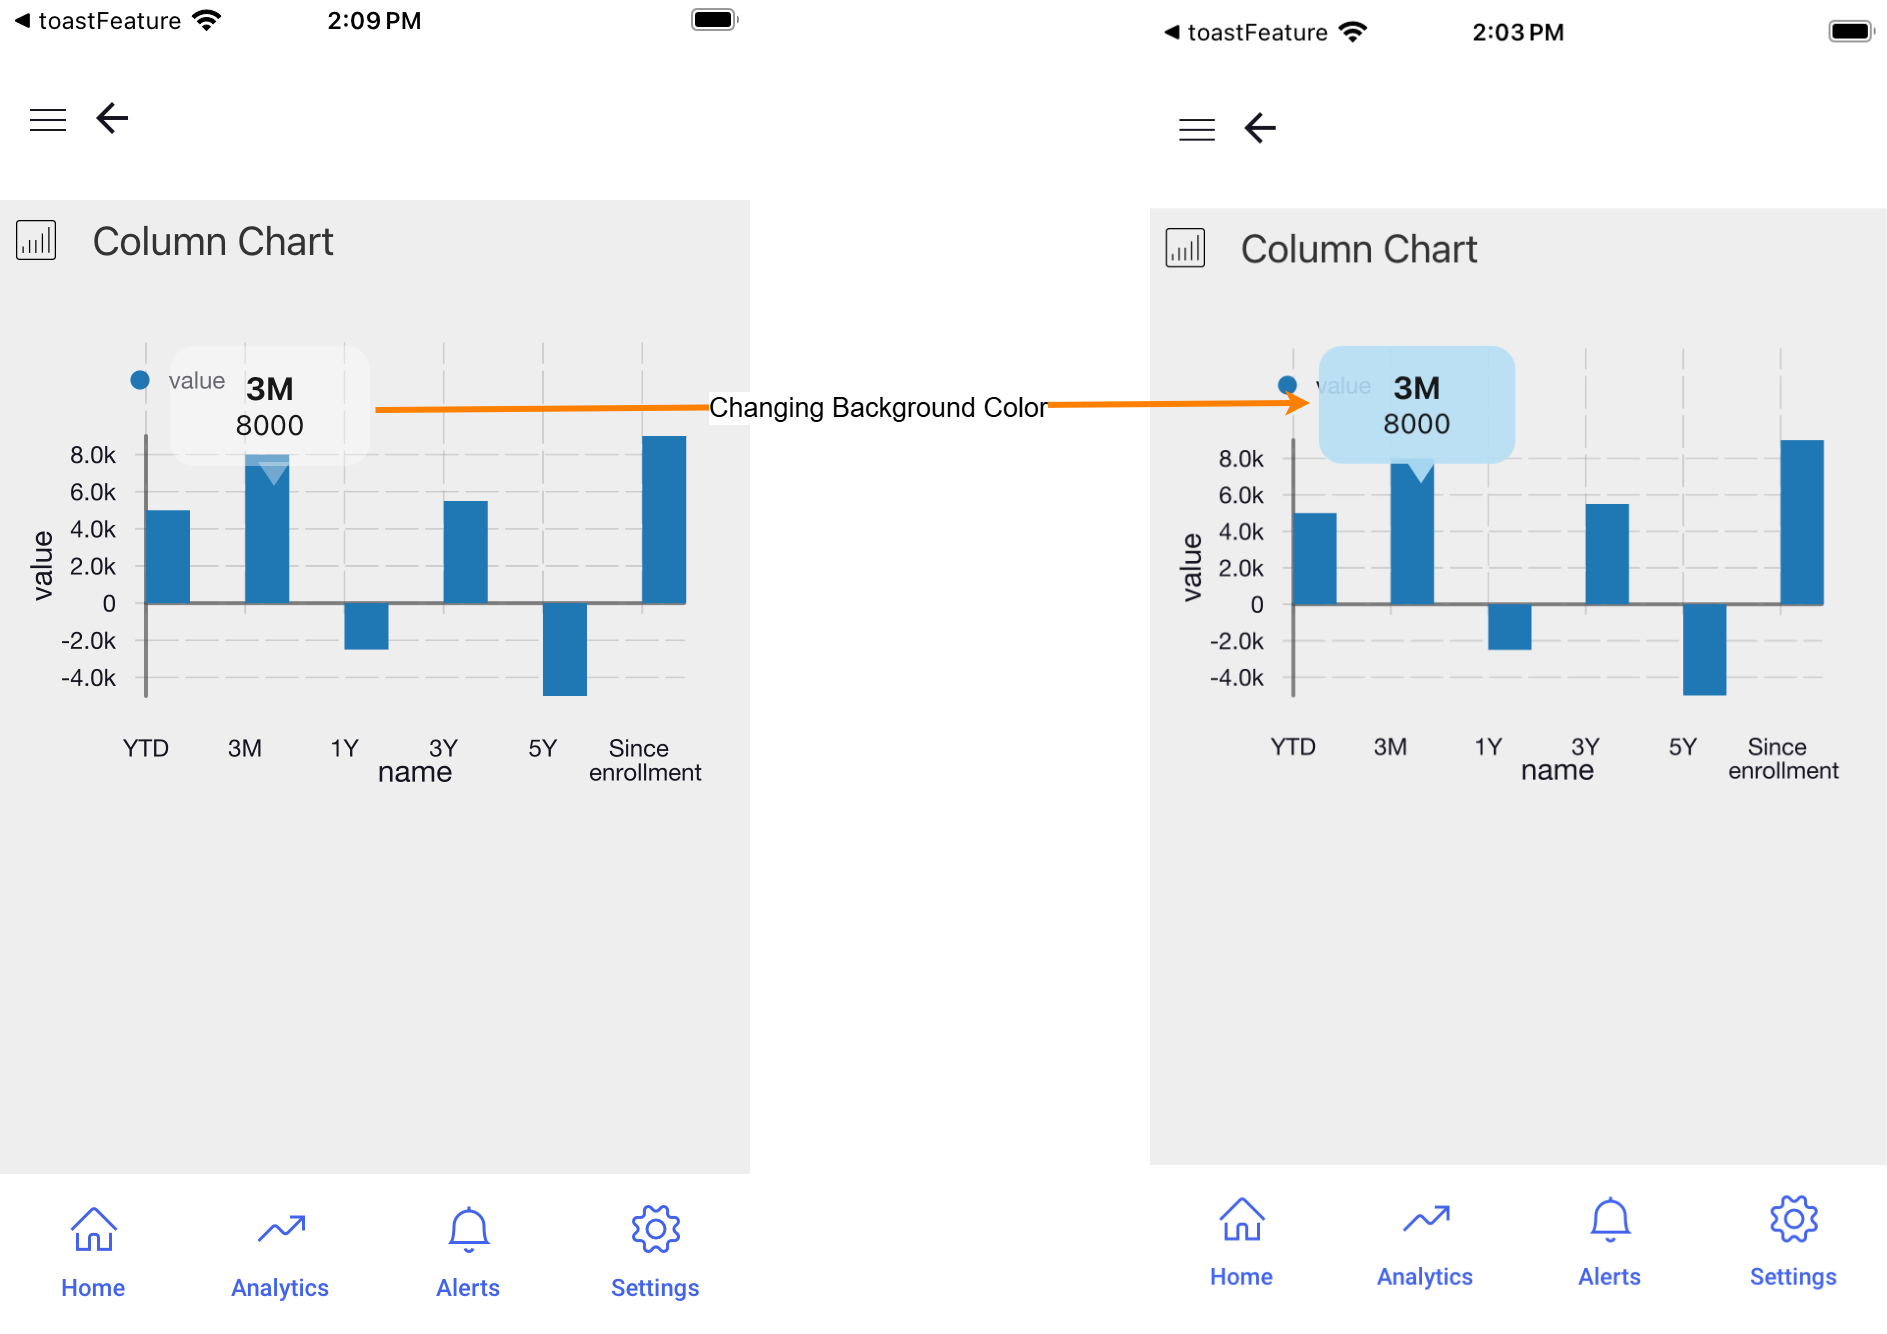 toastFeature
2:09 PM
Column Chart
value
3M
8000
8.0k
6.0k
4.0k
2.0k
0
-2.0k
-4.0k
value
YTD
3M
1Y
3Y
5Y
Since
enrollment
name
Home
Analytics
Alerts
Settings
Changing Background Color
toastFeature
2:03 PM
Column Chart
value
3M
8000
8.0k
6.0k
4.0k
2.0k
0
-2.0k
-4.0k
value
YTD
3M
1Y
3Y
5Y
Since
enrollment
name
Home
Analytics
Alerts
Settings